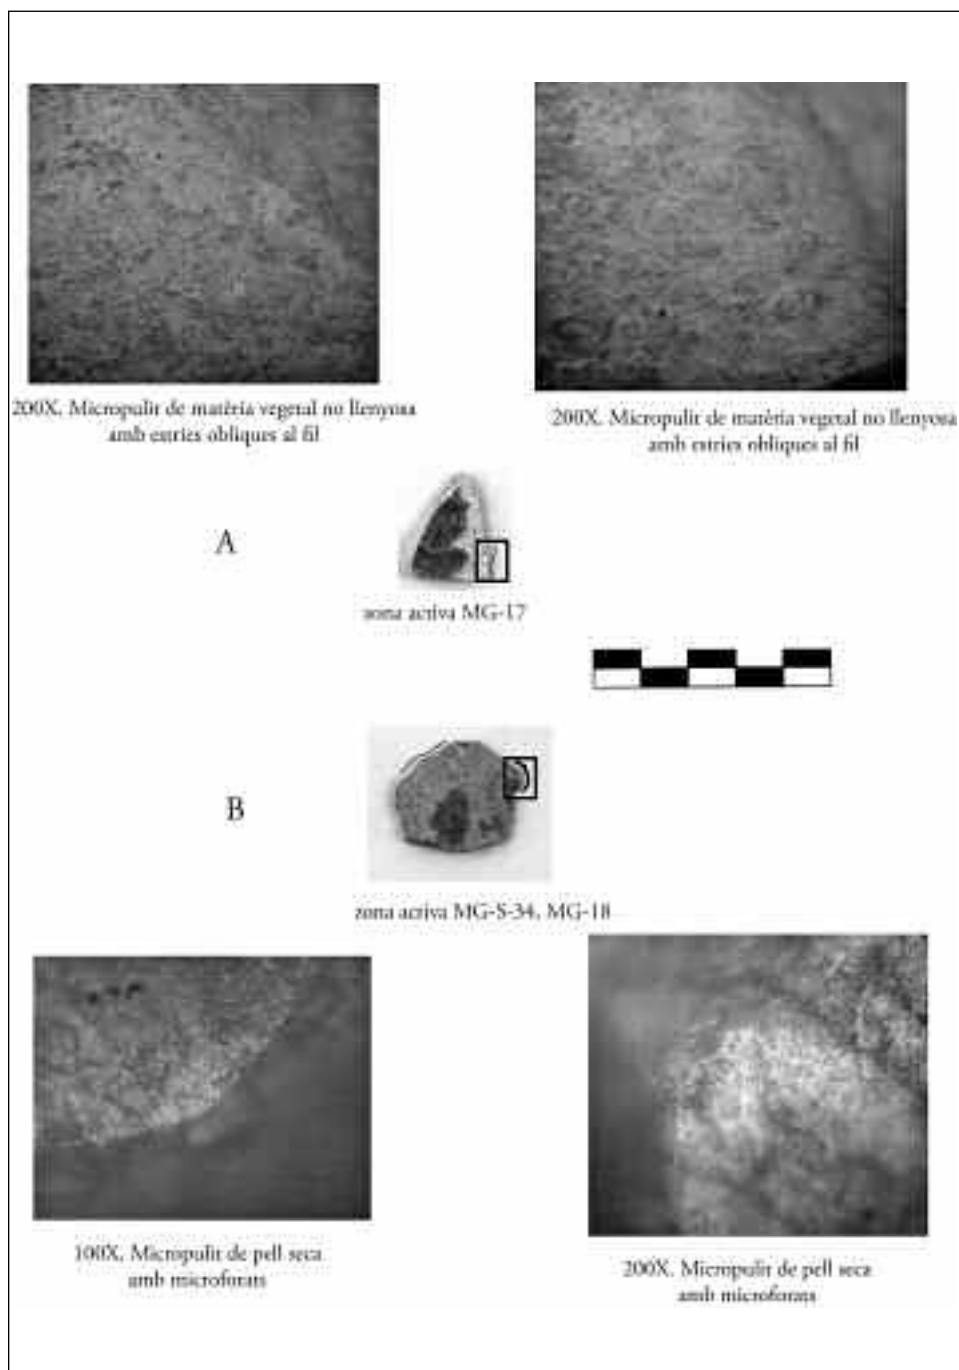 200X. Micropulit de matèria vegetal no llenyosa
amb estries obliques al fil
200X. Micropulit de matèria vegetal no llenyosa
amb estries obliques al fil
A
zona activa MG-17
B
zona activa MG-S-34. MG-18
100X. Micropulit de pell seca
amb microforats
200X. Micropulit de pell seca
amb microforats